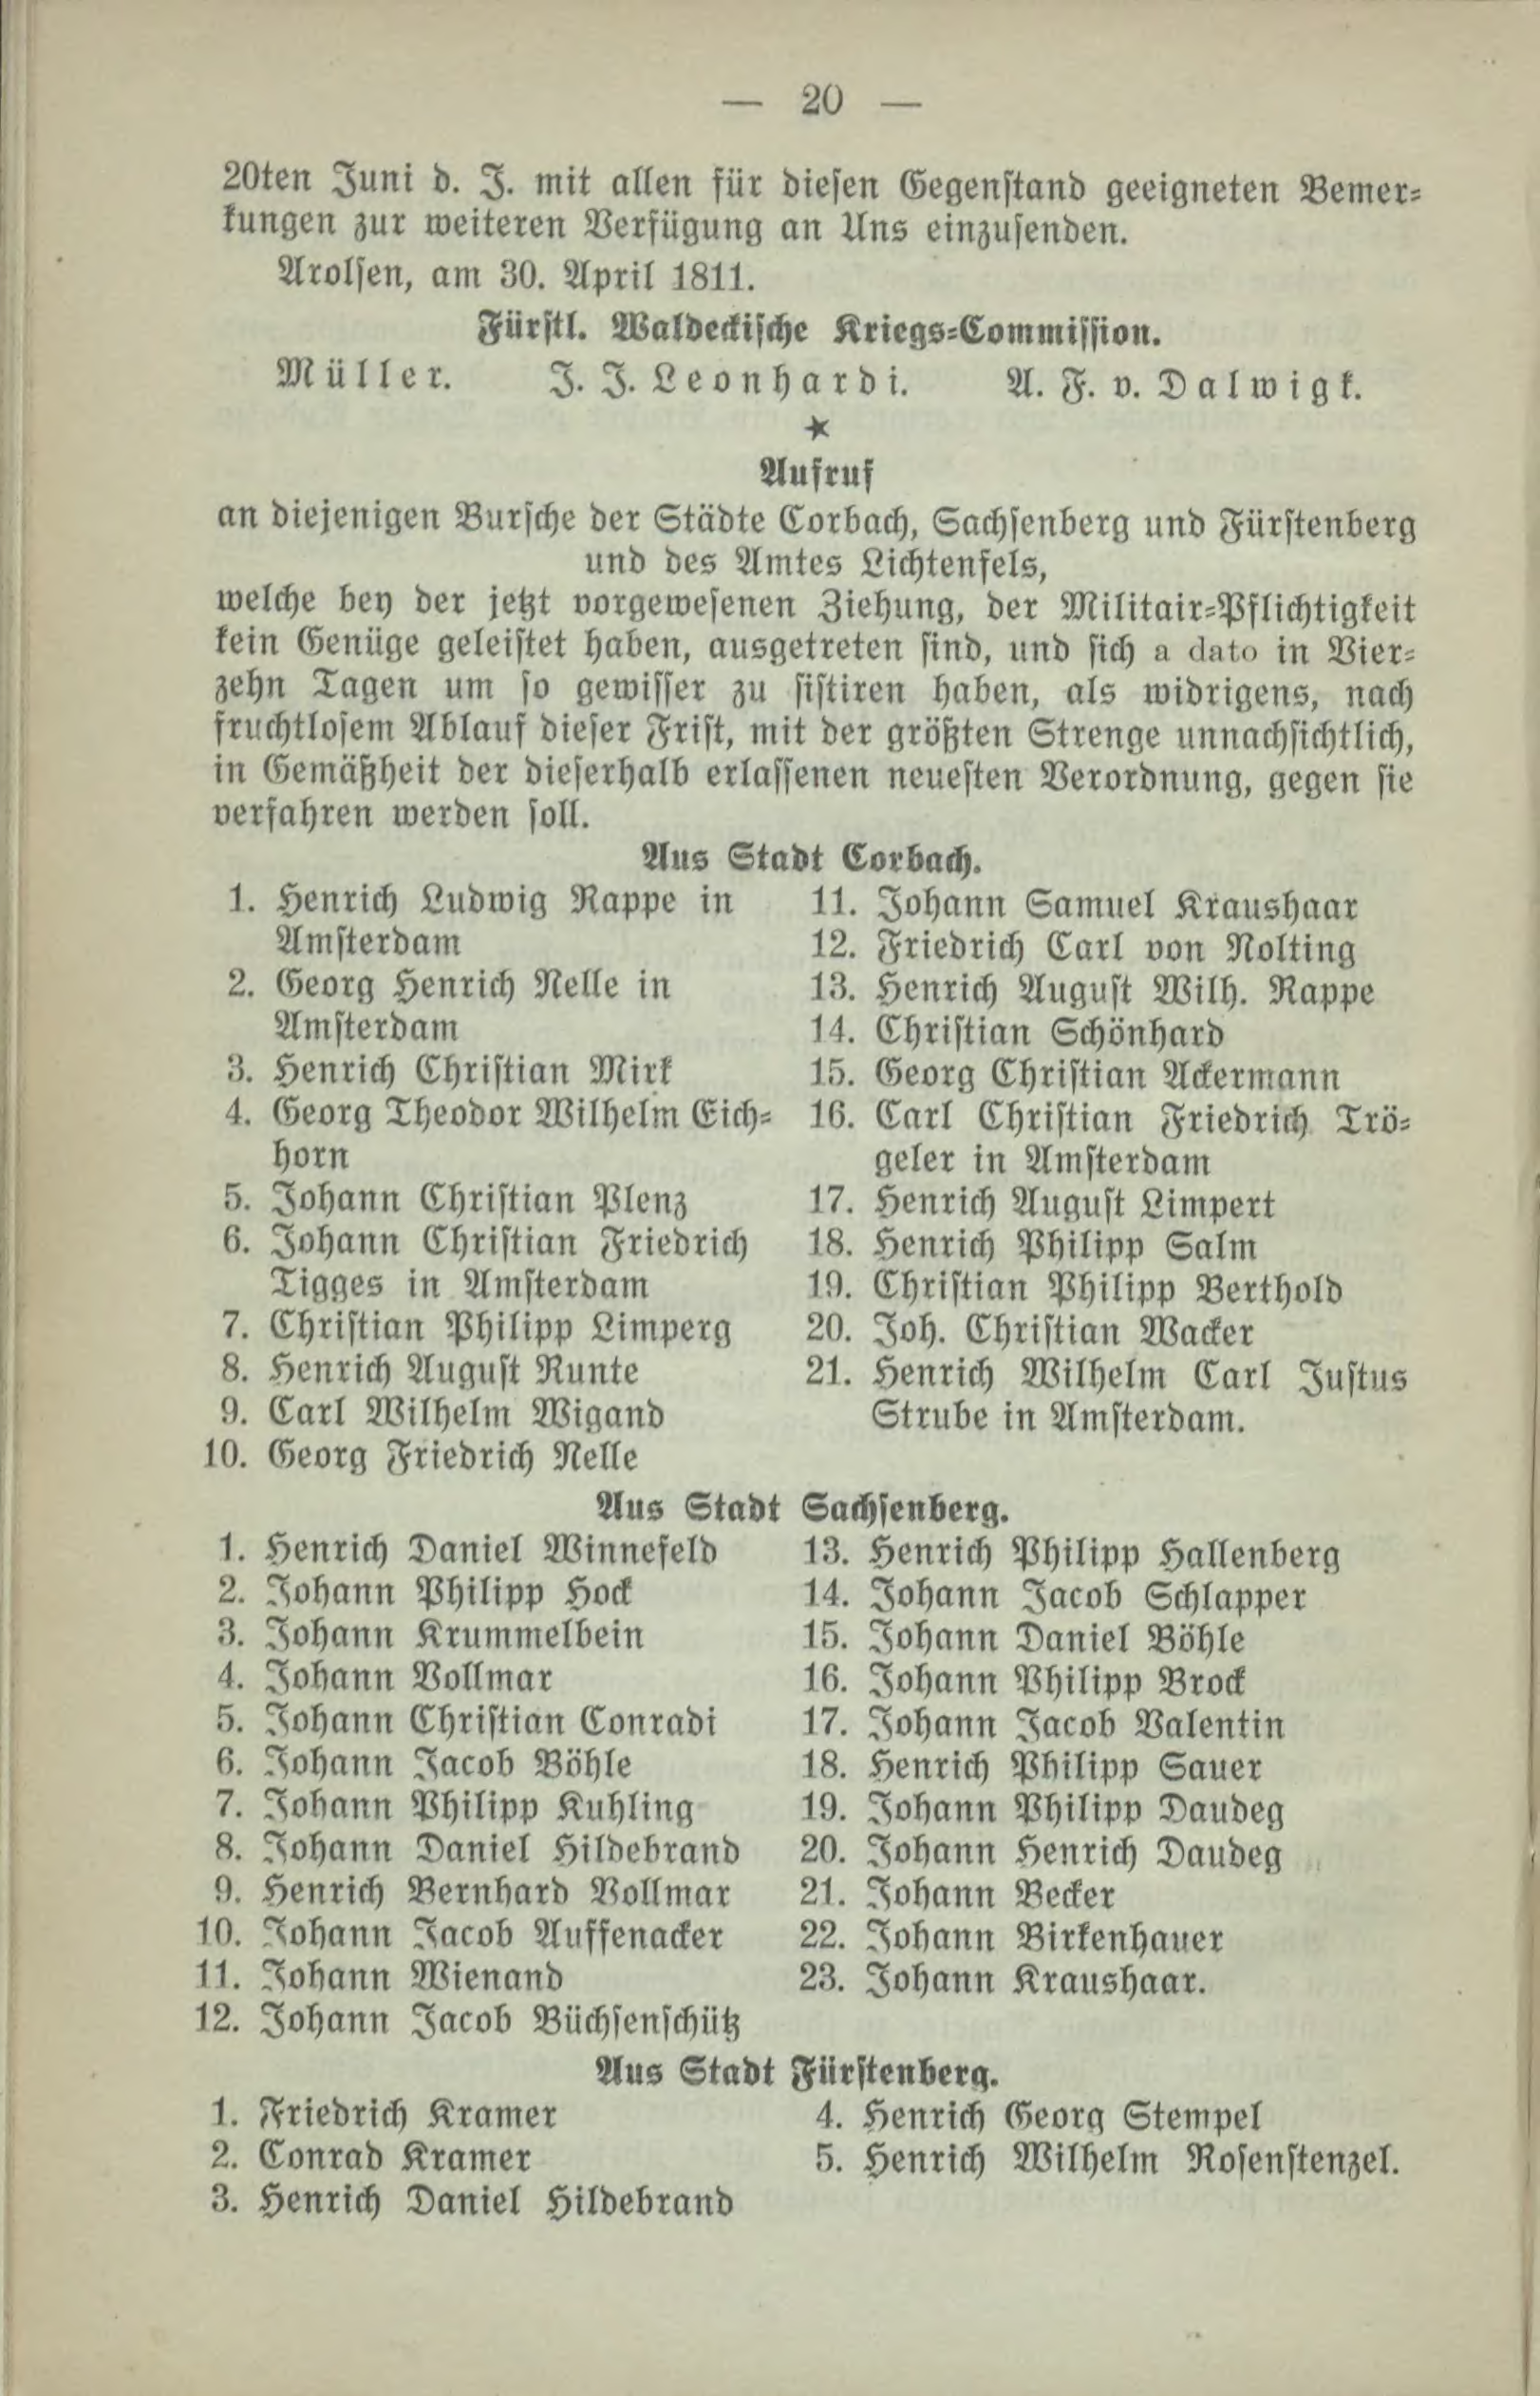 — 20 —
20ten Juni d. J. mit allen für diesen Gegenstand geeigneten Bemer-
kungen zur weiteren Verfügung an Uns einzusenden.
Arolsen, am 30. April 1811.
Fürstl. Waldeckische Kriegs-Commission.
Müller. J. J. Leonhardi. A. F. v. Dalwigk.
*
Aufruf
an diejenigen Bursche der Städte Corbach, Sachsenberg und Fürstenberg
und des Amtes Lichtenfels,
welche bey der jetzt vorgewesenen Ziehung, der Militair-Pflichtigkeit
kein Genüge geleistet haben, ausgetreten sind, und sich a dato in Vier-
zehn Tagen um so gewisser zu sistiren haben, als widrigens, nach
fruchtlosem Ablauf dieser Frist, mit der größten Strenge unnachsichtlich,
in Gemäßheit der dieserhalb erlassenen neuesten Verordnung, gegen sie
verfahren werden soll.
Aus Stadt Corbach.
1. Henrich Ludwig Rappe in
Amsterdam
2. Georg Henrich Nelle in
Amsterdam
3. Henrich Christian Mirk
4. Georg Theodor Wilhelm Eich-
horn
5. Johann Christian Plenz
6. Johann Christian Friedrich
Tigges in Amsterdam
7. Christian Philipp Limperg
8. Henrich August Runte
9. Carl Wilhelm Wigand
10. Georg Friedrich Nelle
11. Johann Samuel Kraushaar
12. Friedrich Carl von Nolting
13. Henrich August Wilh. Rappe
14. Christian Schönhard
15. Georg Christian Ackermann
16. Carl Christian Friedrich Trö-
geler in Amsterdam
17. Henrich August Limpert
18. Henrich Philipp Salm
19. Christian Philipp Berthold
20. Joh. Christian Wacker
21. Henrich Wilhelm Carl Justus
Strube in Amsterdam.
Aus Stadt Sachsenberg.
1. Henrich Daniel Winnefeld
2. Johann Philipp Hock
3. Johann Krummelbein
4. Johann Vollmar
5. Johann Christian Conradi
6. Johann Jacob Böhle
7. Johann Philipp Kuhling
8. Johann Daniel Hildebrand
9. Henrich Bernhard Vollmar
10. Johann Jacob Auffenacker
11. Johann Wienand
12. Johann Jacob Büchsenschütz
13. Henrich Philipp Hallenberg
14. Johann Jacob Schlapper
15. Johann Daniel Böhle
16. Johann Philipp Brock
17. Johann Jacob Valentin
18. Henrich Philipp Sauer
19. Johann Philipp Daudeg
20. Johann Henrich Daudeg
21. Johann Becker
22. Johann Birkenhauer
23. Johann Kraushaar.
Aus Stadt Fürstenberg.
1. Friedrich Kramer
2. Conrad Kramer
3. Henrich Daniel Hildebrand
4. Henrich Georg Stempel
5. Henrich Wilhelm Rosenstenzel.